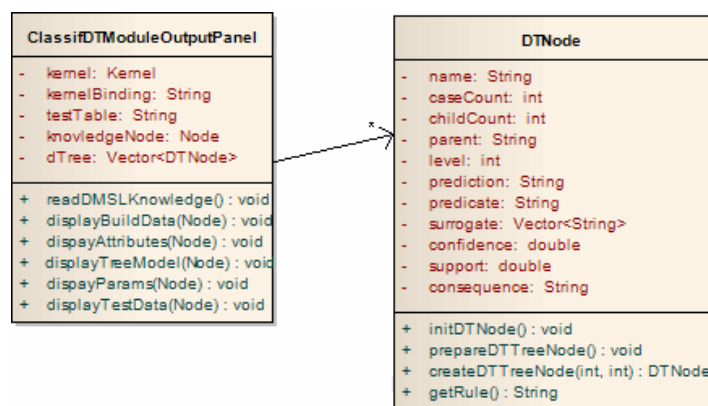 ClassifDTModuleOutputPanel
- kernel: Kernel
- kernelBinding: String
- testTable: String
- knovledgeNode: Node
- dTree: Vector<DTNode>
+ readDMSLKnowledge() : void
+ displayBuildData(Node) : void
+ dispayAttributes(Node) : void
+ displayTreeModel(Node) : void
+ dispayParams(Node) : void
+ displayTestData(Node) : void
*
DTNode
- name: String
- caseCount: int
- childCount: int
- parent: String
- level: int
- prediction: String
- predicate: String
- surrogate: Vector<String>
- confidence: double
- support: double
- consequence: String
+ initDTNode() : void
+ prepareDTTreeNode() : void
+ createDTTreeNode(int, int) : DTNode
+ getRule() : String